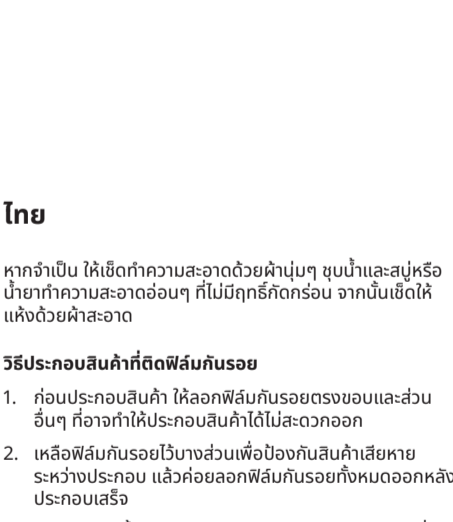 ไทย
หากจำเป็น ให้เช็ดทำความสะอาดด้วยผ้านุ่มๆ ชุบน้ำและสบู่หรือ
น้ำยาทำความสะอาดอ่อนๆ ที่ไม่มีฤทธิ์กัดกร่อน จากนั้นเช็ดให้
แห้งด้วยผ้าสะอาด
วิธีประกอบสินค้าที่ติดฟิล์มกันรอย
1. ก่อนประกอบสินค้า ให้ลอกฟิล์มกันรอยตรงขอบและส่วน
อื่นๆ ที่อาจทำให้ประกอบสินค้าได้ไม่สะดวกออก
2. เหลือฟิล์มกันรอยไว้บางส่วนเพื่อป้องกันสินค้าเสียหาย
ระหว่างประกอบ แล้วค่อยลอกฟิล์มกันรอยทั้งหมดออกหลัง
ประกอบเสร็จ